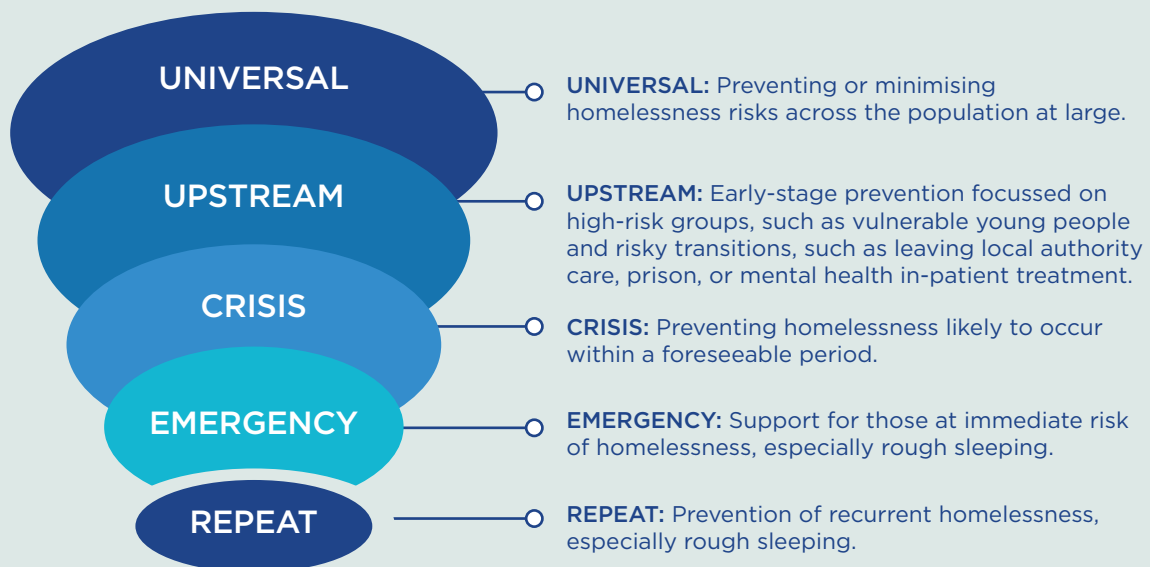 UNIVERSAL
UNIVERSAL: Preventing or minimising
homelessness risks across the population at large.
UPSTREAM
UPSTREAM: Early-stage prevention focussed on
high-risk groups, such as vulnerable young people
and risky transitions, such as leaving local authority
care, prison, or mental health in-patient treatment.
CRISIS
CRISIS: Preventing homelessness likely to occur
within a foreseeable period.
EMERGENCY
EMERGENCY: Support for those at immediate risk
of homelessness, especially rough sleeping.
REPEAT
REPEAT: Prevention of recurrent homelessness,
especially rough sleeping.